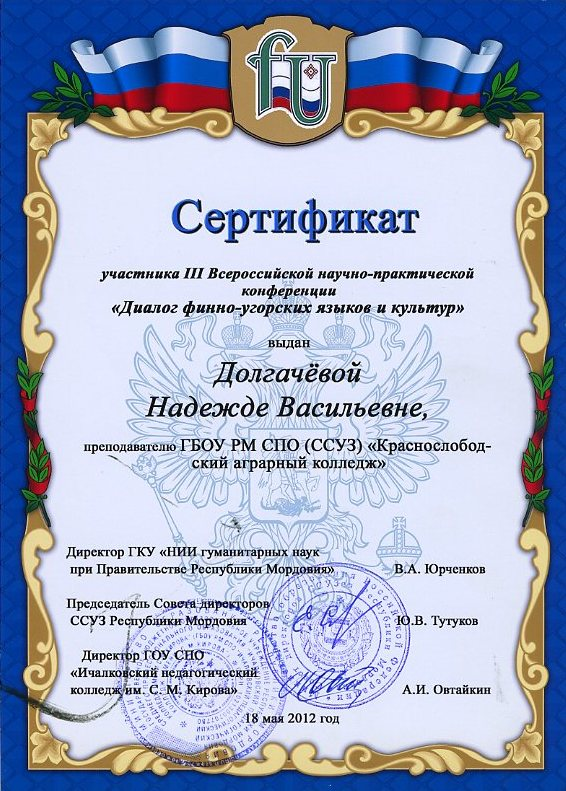 fU
Сертификат
участника III Всероссийской научно-практической
конференции
«Диалог финно-угорских языков и культур»
выдан
Долгачёвой
Надежде Васильевне,
преподавателю ГБОУ РМ СПО (ССУЗ) «Краснослобод-
ский аграрный колледж»
Директор ГКУ «НИИ гуманитарных наук
при Правительстве Республики Мордовия» В.А. Юрченков
Председатель Совета директоров
ССУЗ Республики Мордовия Ю.В. Тутуков
Директор ГОУ СПО
«Ичалковский педагогический
колледж им. С. М. Кирова» А.И. Овтайкин
18 мая 2012 год